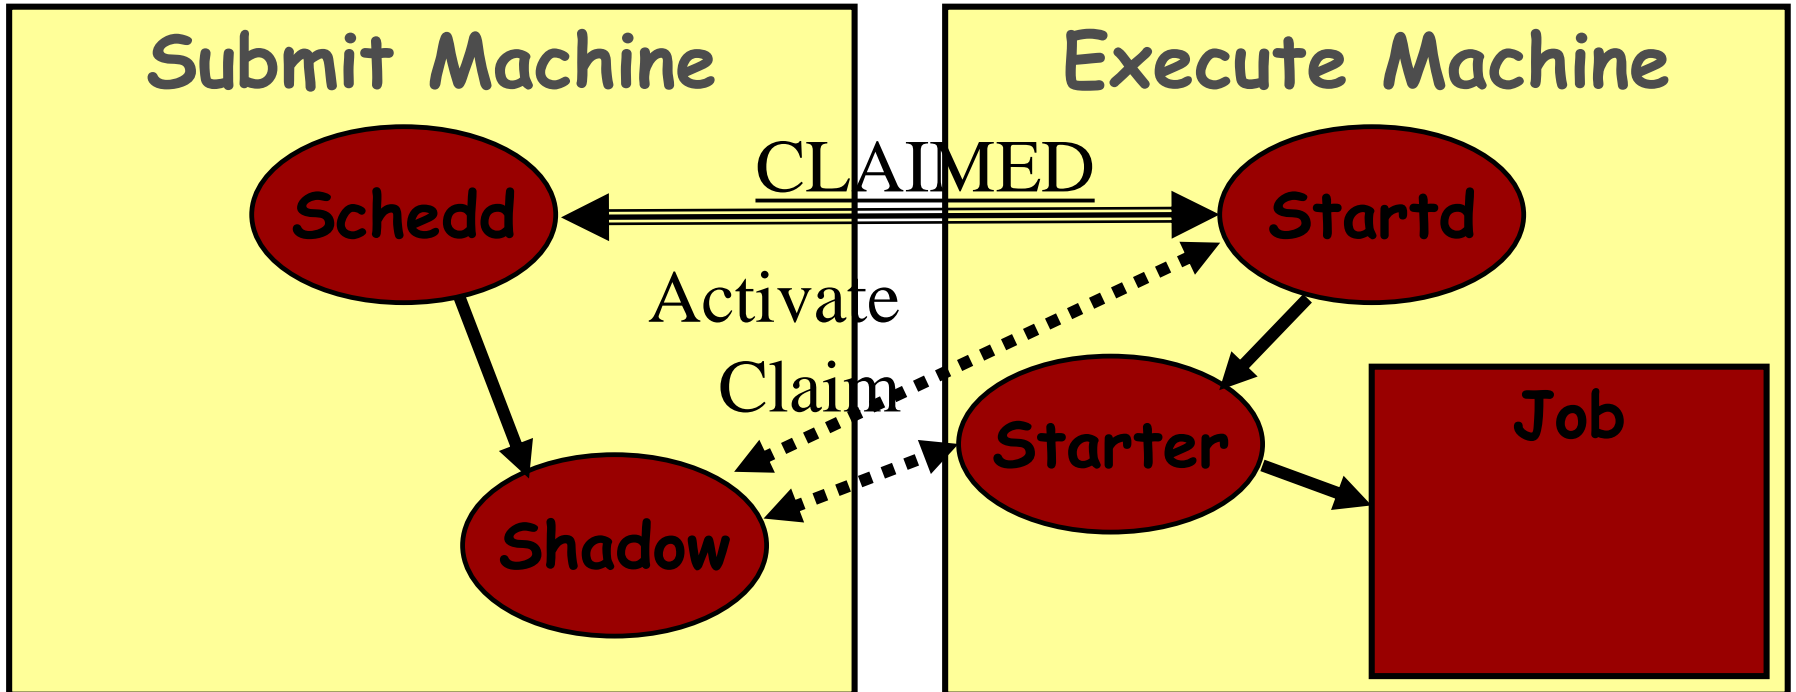 Submit Machine
Execute Machine
CLAIMED
Schedd
Startd
Activate
Claim
Starter
Job
Shadow